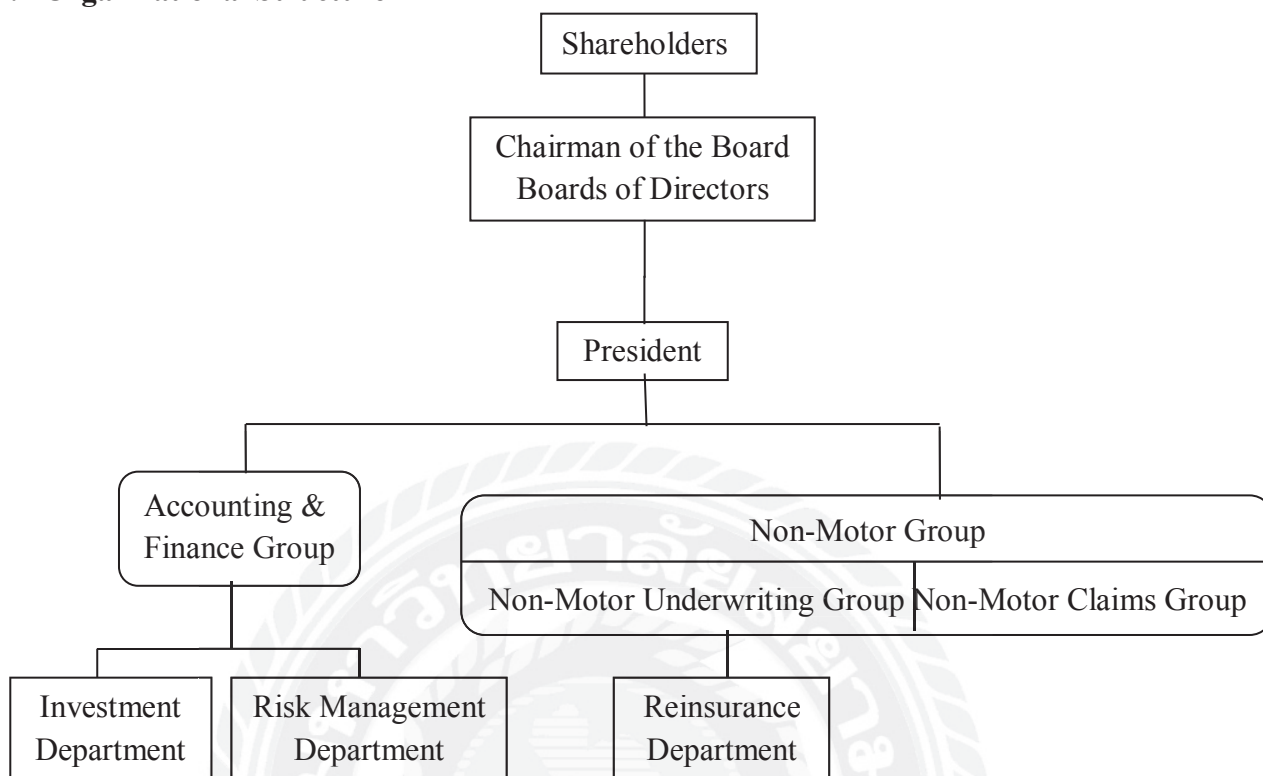 Shareholders
Chairman of the Board
Boards of Directors
President
Accounting &
Finance Group
Non-Motor Group
Non-Motor Underwriting Group
Non-Motor Claims Group
Investment
Department
Risk Management
Department
Reinsurance
Department